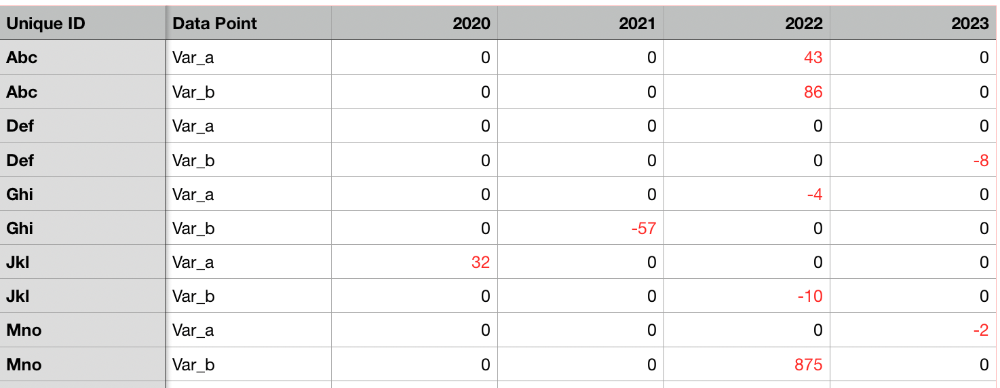 Unique ID Data Point 2020 2021 2022 2023
Abc Var_a 0 0 43 0
Abc Var_b 0 0 86 0
Def Var_a 0 0 0 0
Def Var_b 0 0 0 -8
Ghi Var_a 0 0 -4 0
Ghi Var_b 0 -57 0 0
Jkl Var_a 32 0 0 0
Jkl Var_b 0 0 -10 0
Mno Var_a 0 0 0 -2
Mno Var_b 0 0 875 0